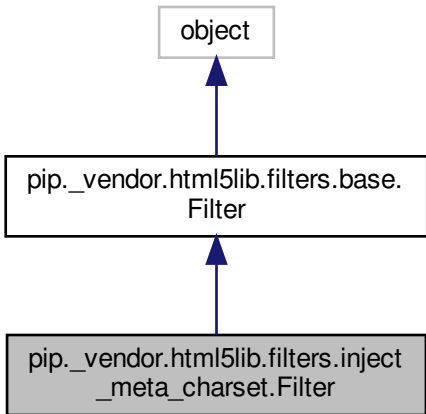 object
pip._vendor.html5lib.filters.base.
Filter
pip._vendor.html5lib.filters.inject
_meta_charset.Filter